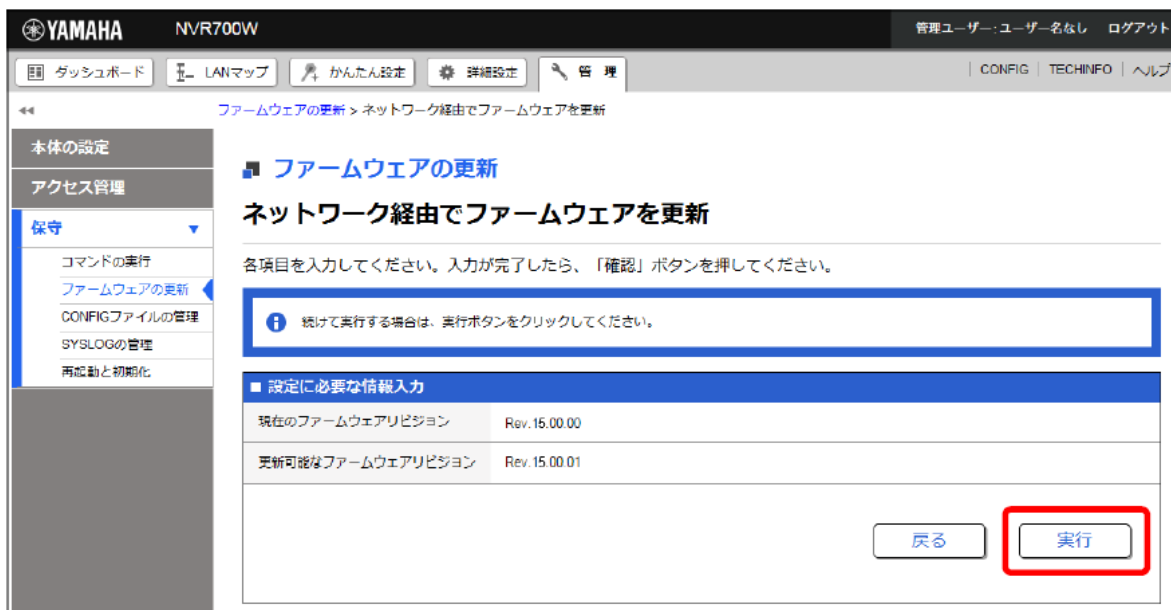 YAMAHA NVR700W 管理ユーザー:ユーザー名なし ログアウト
ダッシュボード LANマップ かんたん設定 詳細設定 管 理 CONFIG TECHINFO ヘルプ
ファームウェアの更新 > ネットワーク経由でファームウェアを更新
本体の設定
アクセス管理
保守
コマンドの実行
ファームウェアの更新
CONFIGファイルの管理
SYSLOGの管理
再起動と初期化
ファームウェアの更新
ネットワーク経由でファームウェアを更新
各項目を入力してください。入力が完了したら、「確認」ボタンを押してください。
続けて実行する場合は、実行ボタンをクリックしてください。
設定に必要な情報入力
現在のファームウェアリビジョン Rev.15.00.00
更新可能なファームウェアリビジョン Rev.15.00.01
戻る 実行